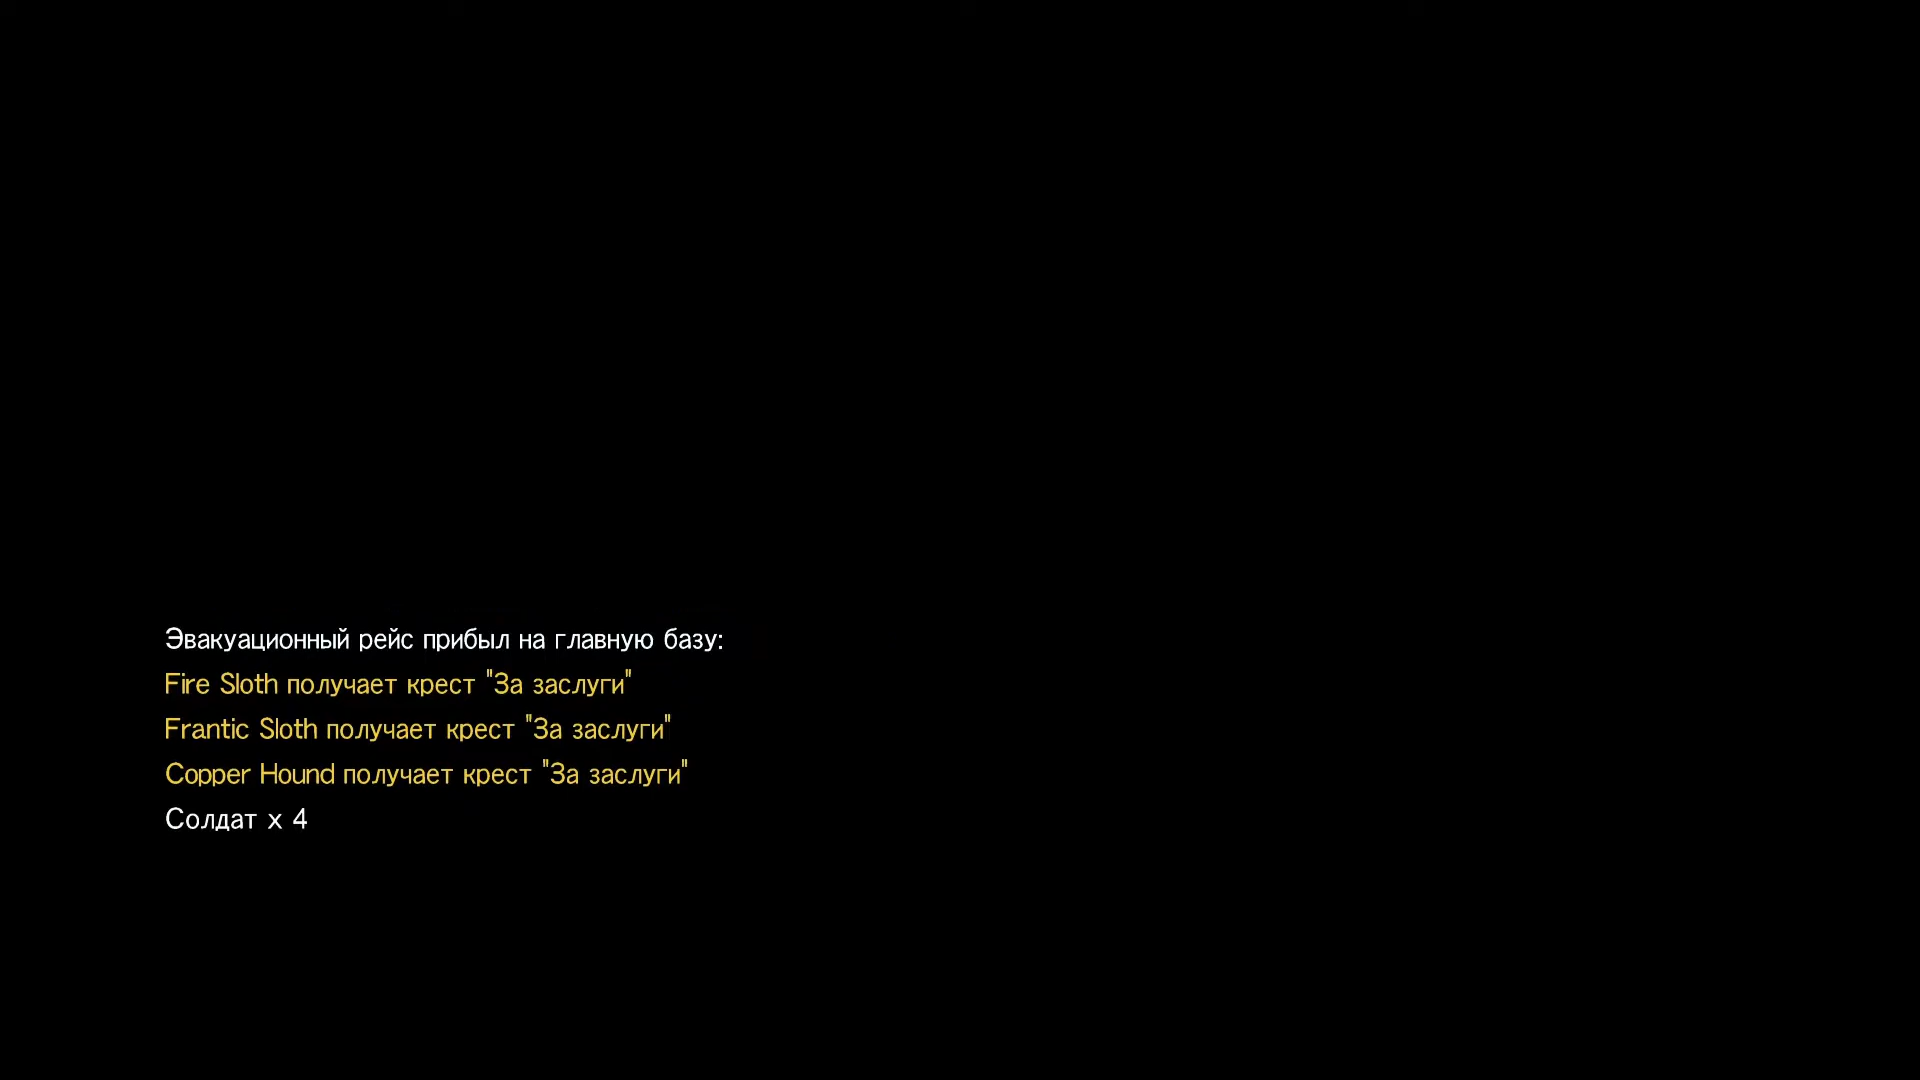 Эвакуационный рейс прибыл на главную базу:
Fire Sloth получает крест "За заслуги"
Frantic Sloth получает крест "За заслуги"
Copper Hound получает крест "За заслуги"
Солдат x 4